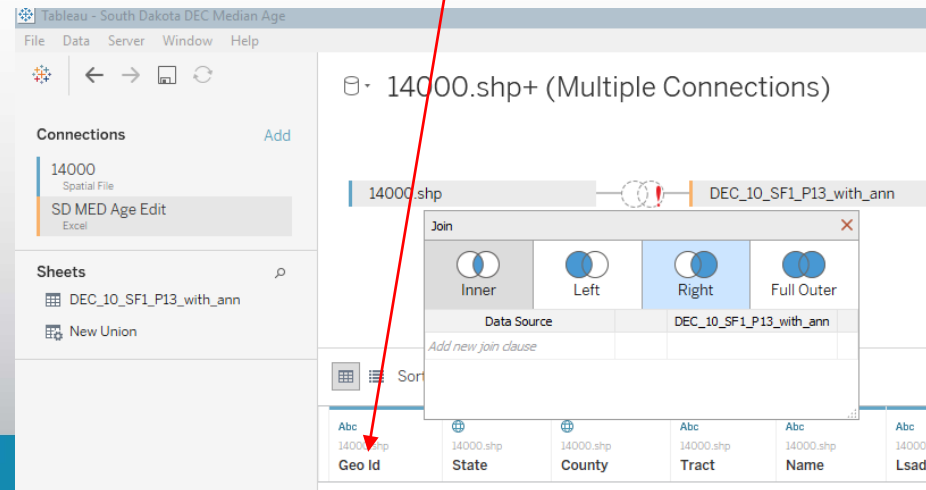 Tableau - South Dakota DEC Median Age
File Data Server Window Help
14000.shp+ (Multiple Connections)
Connections Add
14000
Spatial File
SD MED Age Edit
Excel
14000.shp DEC_10_SF1_P13_with_ann
Join
Inner Left Right Full Outer
Data Source DEC_10_SF1_P13_with_ann
Add new join clause
Sheets
DEC_10_SF1_P13_with_ann
New Union
Sort
Abc Abc Abc Abc
14000.shp 14000.shp 14000.shp 14000.shp 14000.shp 14000
Geo Id State County Tract Name Lsad